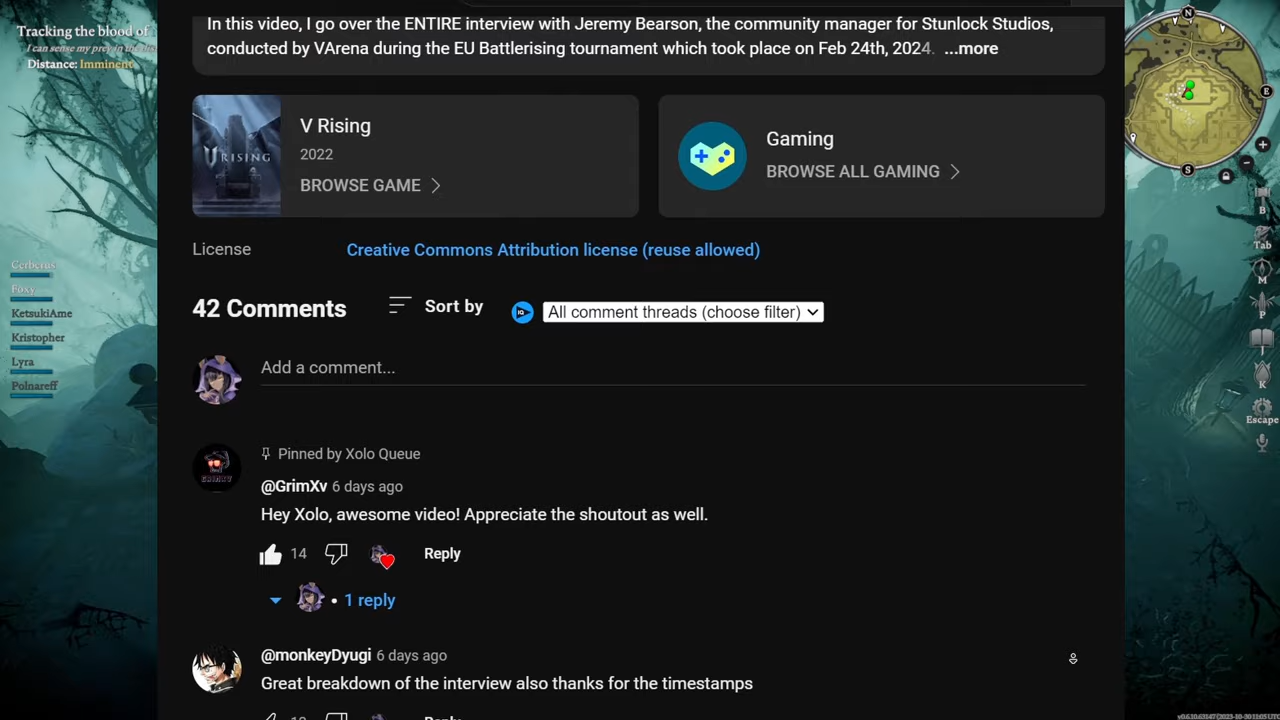 Tracking the blood of
Distance: Imminent
In this video, I go over the ENTIRE interview with Jeremy Bearson, the community manager for Stunlock Studios,
conducted by VArena during the EU Battlerising tournament which took place on Feb 24th, 2024. ...more
V RISING
V Rising
2022
BROWSE GAME
Gaming
BROWSE ALL GAMING
License
Creative Commons Attribution license (reuse allowed)
42 Comments
Sort by
IQ
All comment threads (choose filter)
Add a comment...
Pinned by Xolo Queue
@GrimXv 6 days ago
Hey Xolo, awesome video! Appreciate the shoutout as well.
14
Reply
• 1 reply
@monkeyDyugi 6 days ago
Great breakdown of the interview also thanks for the timestamps
Reply
Cerberus
Foxy
KetsukiAme
Kristopher
Lyra
Polnareff
N
E
S
B
Tab
M
P
K
Escape